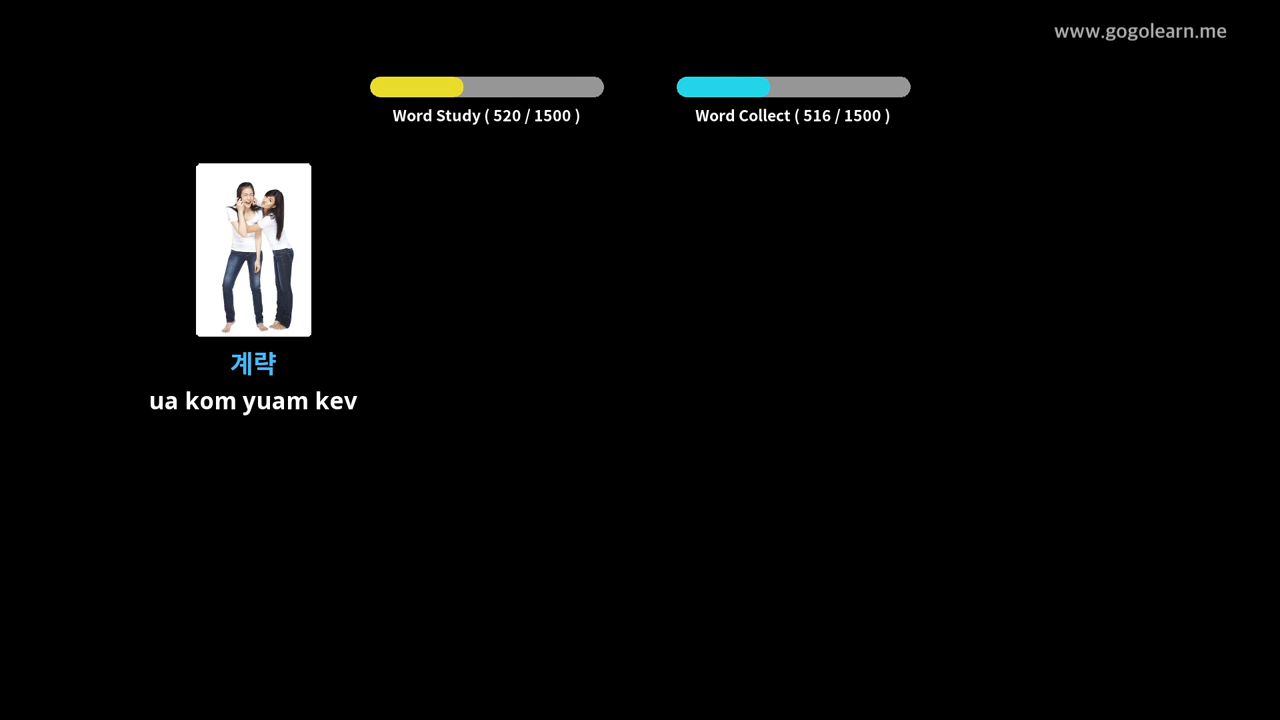 www.gogolearn.me
Word Study ( 520 / 1500 )
Word Collect ( 516 / 1500 )
계략
ua kom yuam kev